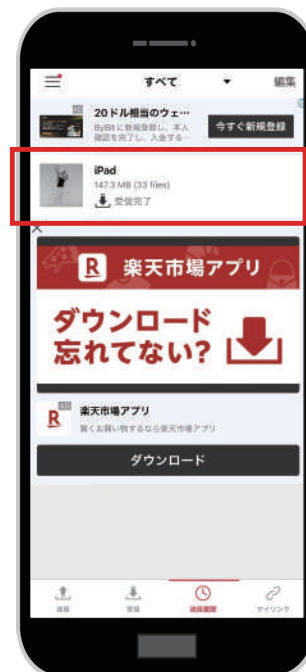 すべて ▼ 編集
AD
20ドル相当のウェ…
ByBitに新規登録し、本人
確認を完了し、入金する…
今すぐ新規登録
iPad
147.3 MB (33 files)
受信完了
R 楽天市場アプリ
ダウンロード
忘れてない?
R
AD
楽天市場アプリ
賢くお買い物するなら楽天市場アプリ
ダウンロード
送信 受信 送信履歴 マイリンク